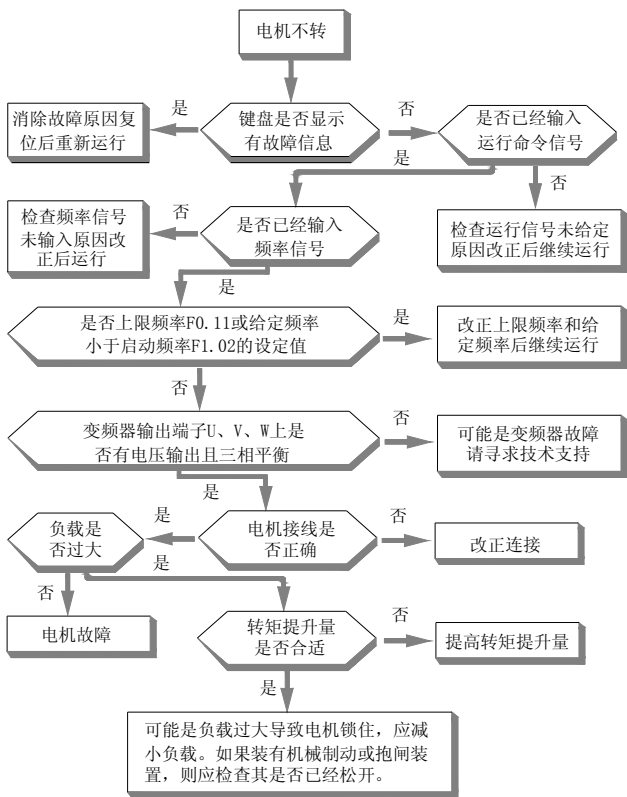 电机不转
消除故障原因复
位后重新运行
是
键盘是否显示
有故障信息
否
是否已经输入
运行命令信号
是
否
检查频率信号
未输入原因改
正后运行
否
是否已经输入
频率信号
检查运行信号未给定
原因改正后继续运行
是
是否上限频率F0.11或给定频率
小于启动频率F1.02的设定值
是
改正上限频率和给
定频率后继续运行
否
变频器输出端子U、V、W上是
否有电压输出且三相平衡
否
可能是变频器故障
请寻求技术支持
是
负载是
否过大
是
电机接线是
否正确
否
改正连接
是
否
电机故障
转矩提升量
是否合适
否
提高转矩提升量
是
可能是负载过大导致电机锁住，应减
小负载。如果装有机械制动或抱闸装
置，则应检查其是否已经松开。